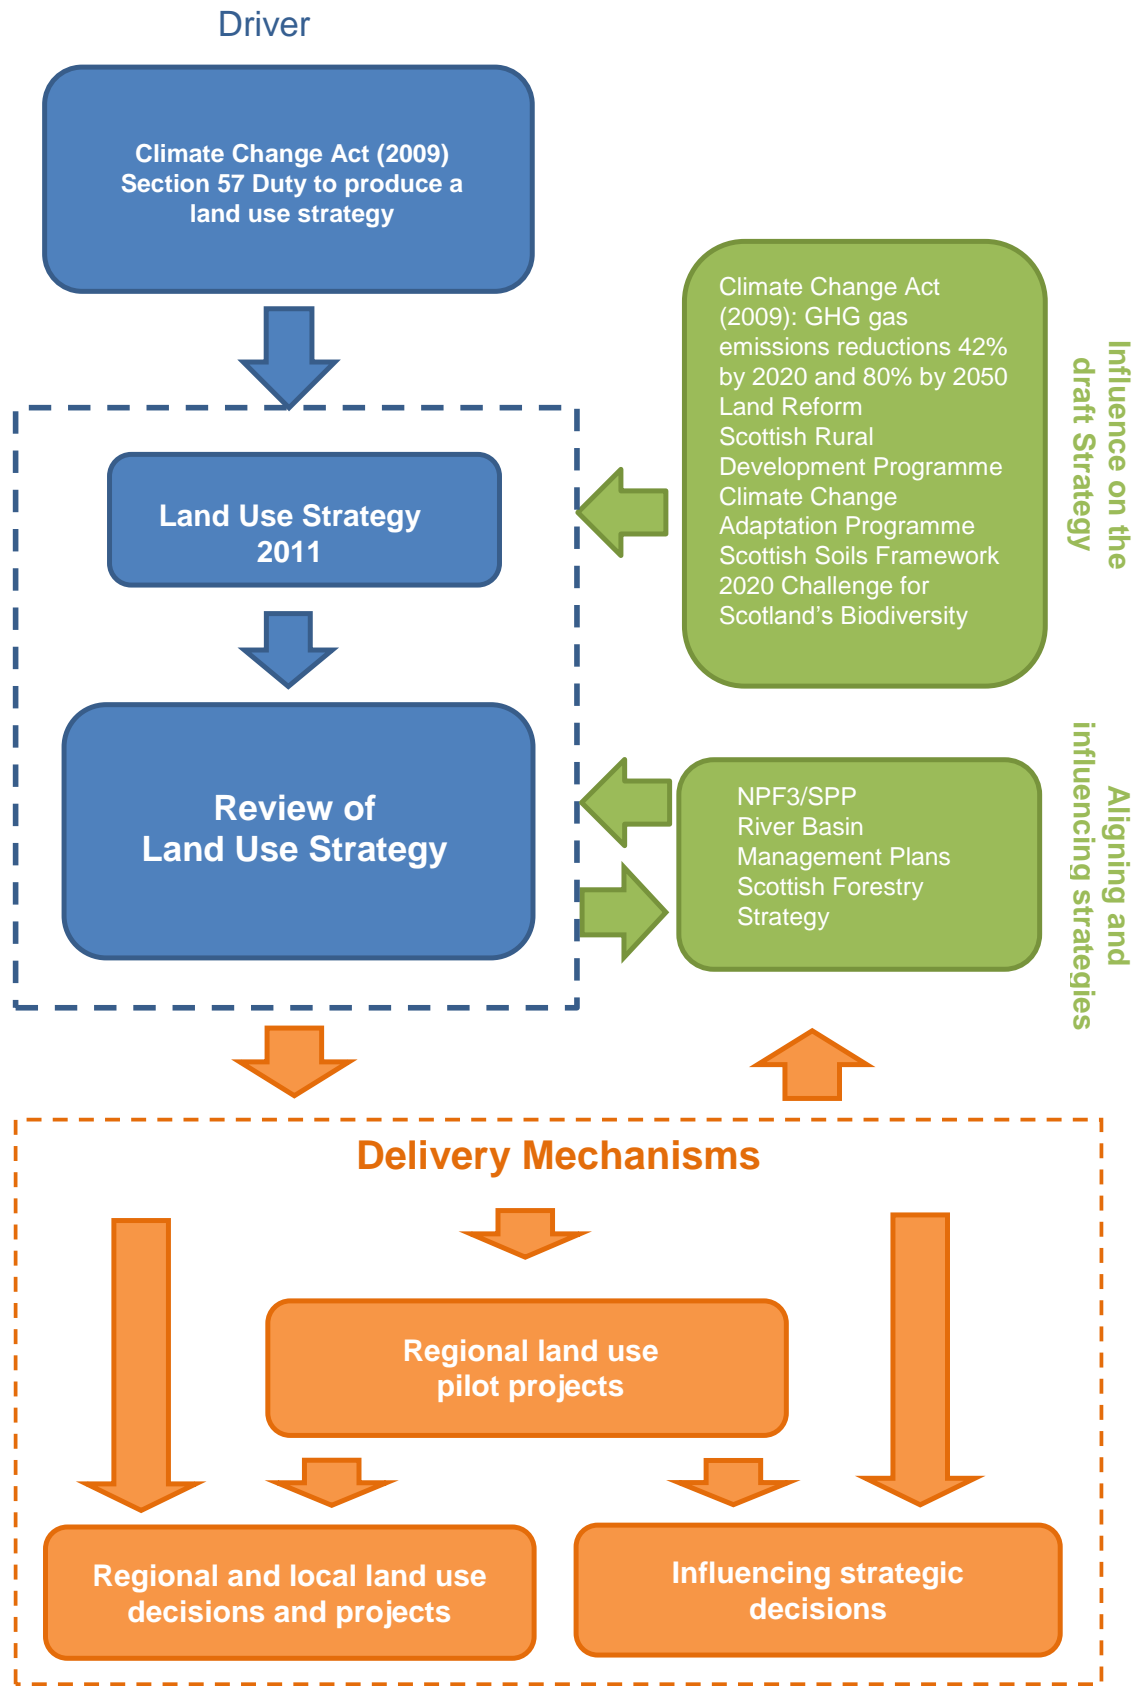 Driver
Climate Change Act (2009)
Section 57 Duty to produce a
land use strategy
Climate Change Act
(2009): GHG gas
emissions reductions 42%
by 2020 and 80% by 2050
Land Reform
Scottish Rural
Development Programme
Climate Change
Adaptation Programme
Scottish Soils Framework
2020 Challenge for
Scotland’s Biodiversity
Influence on the
draft Strategy
Land Use Strategy
2011
Review of
Land Use Strategy
NPF3/SPP
River Basin
Management Plans
Scottish Forestry
Strategy
Aligning and
influencing strategies
Delivery Mechanisms
Regional land use
pilot projects
Regional and local land use
decisions and projects
Influencing strategic
decisions